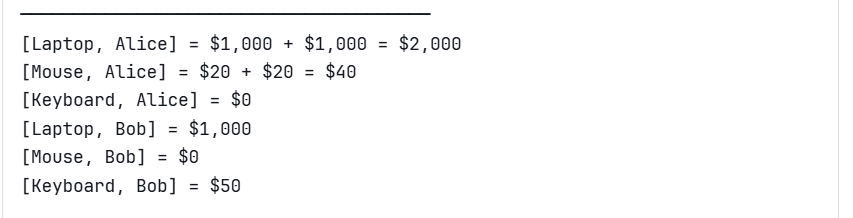 [Laptop, Alice] = $1,000 + $1,000 = $2,000
[Mouse, Alice] = $20 + $20 = $40
[Keyboard, Alice] = $0
[Laptop, Bob] = $1,000
[Mouse, Bob] = $0
[Keyboard, Bob] = $50